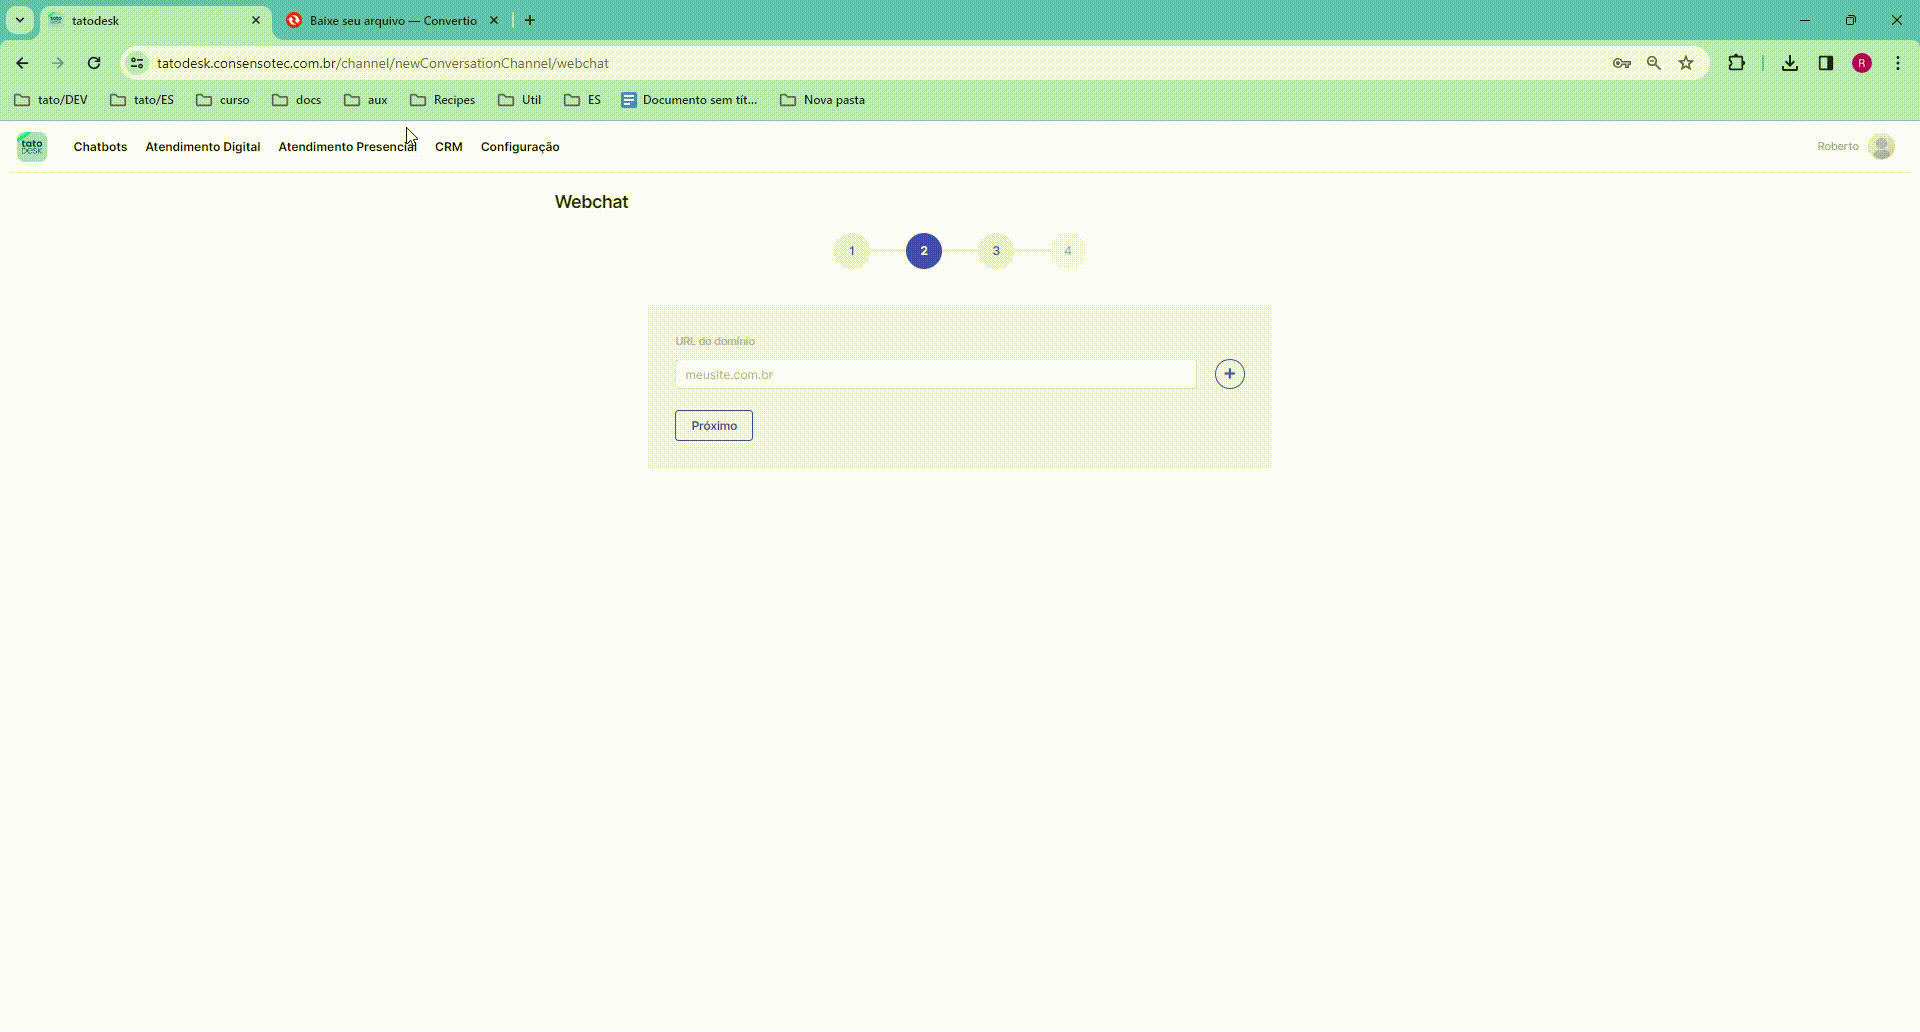 tatodesk
Baixe seu arquivo — Convertio
tatodesk.consensotec.com.br/channel/newConversationChannel/webchat
R
tato/DEV
tato/ES
curso
docs
aux
Recipes
Util
ES
Documento sem tít...
Nova pasta
tato
DESK
Chatbots
Atendimento Digital
Atendimento Presencial
CRM
Configuração
Roberto
Webchat
1
2
3
4
URL do domínio
meusite.com.br
Próximo